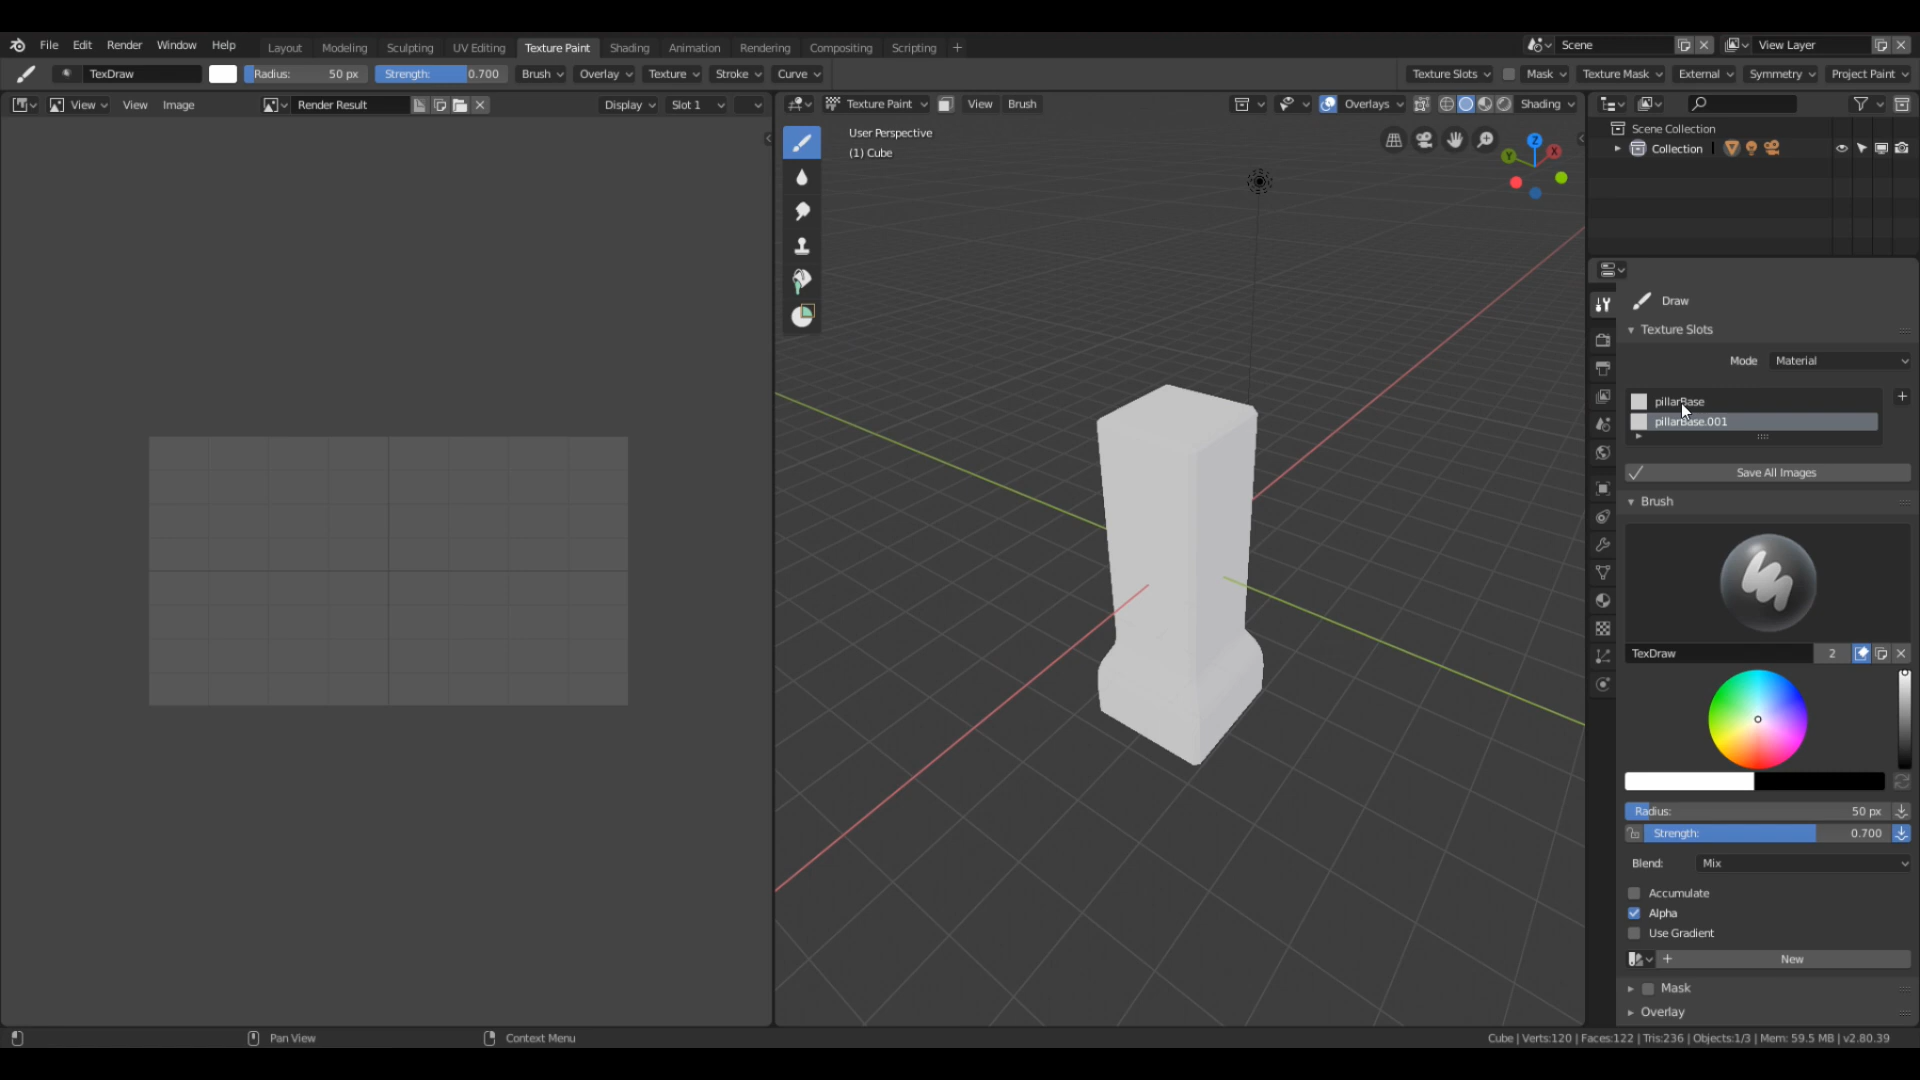 File Edit Render Window Help Layout Modeling Sculpting UV Editing Texture Paint Shading Animation Rendering Compositing Scripting + Scene View Layer
TexDraw Radius: 50 px Strength: 0.700 Brush Overlay Texture Stroke Curve Texture Slots Mask Texture Mask External Symmetry Project Paint
View View Image Render Result Display Slot 1 Texture Paint View Brush Overlays Shading
User Perspective
(1) Cube
Z
Y
X
Scene Collection
Collection
Draw
Texture Slots
Mode Material
pillarBase
pillarBase.001
Save All Images
Brush
TexDraw 2
Radius: 50 px
Strength: 0.700
Blend: Mix
Accumulate
Alpha
Use Gradient
New
Mask
Overlay
Pan View Context Menu Cube | Verts:120 | Faces:122 | Tris:236 | Objects:1/3 | Mem: 59.5 MB | v2.80.39